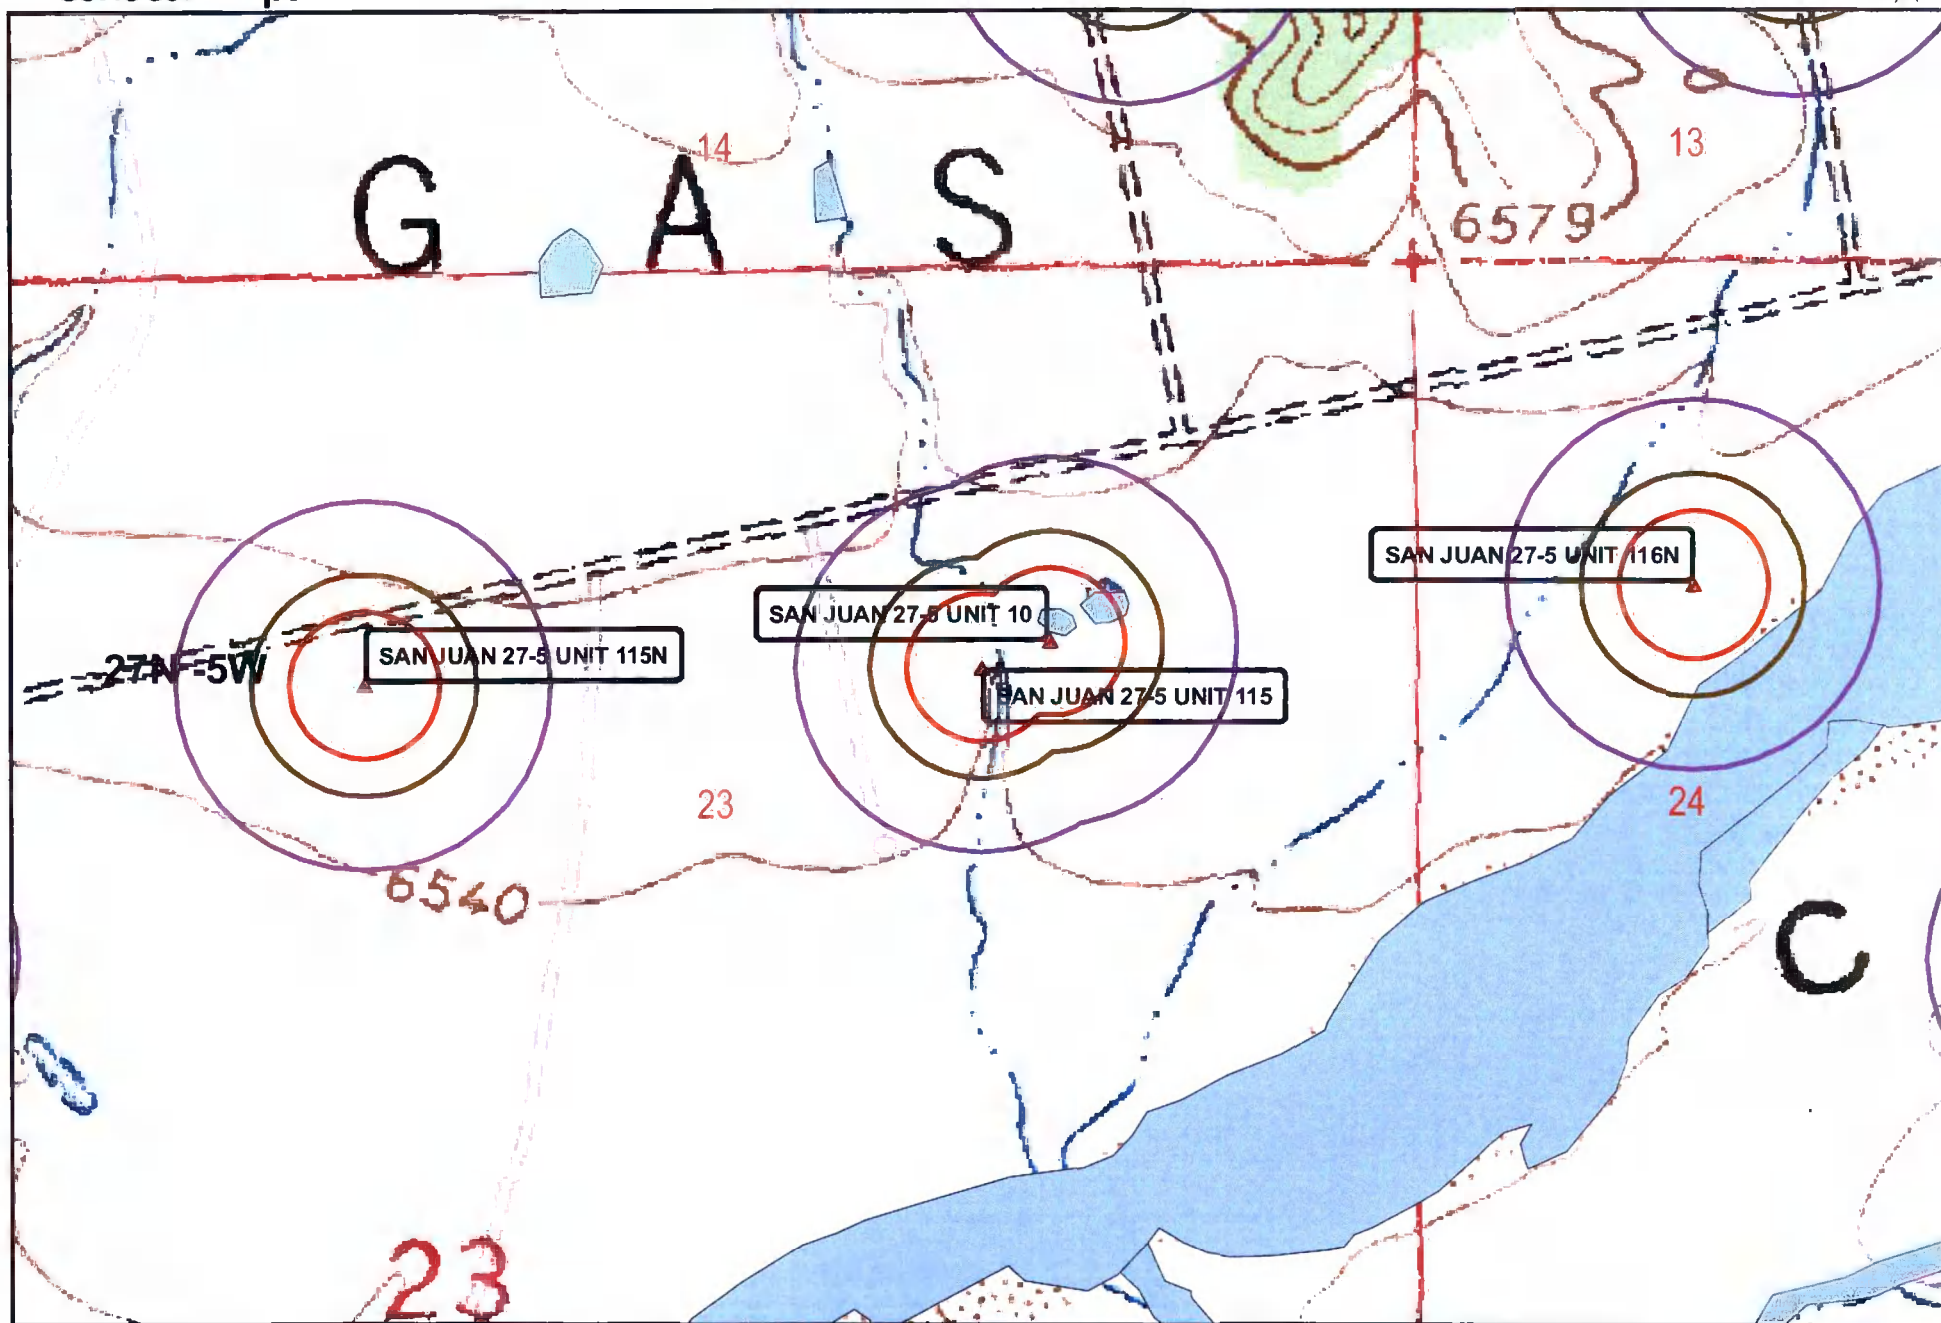 14
13
G A S
6579
SAN JUAN 27-5 UNIT 116N
SAN JUAN 27-5 UNIT 10
27N-5W
SAN JUAN 27-5 UNIT 115N
SAN JUAN 27-5 UNIT 115
23
24
6540
C
23